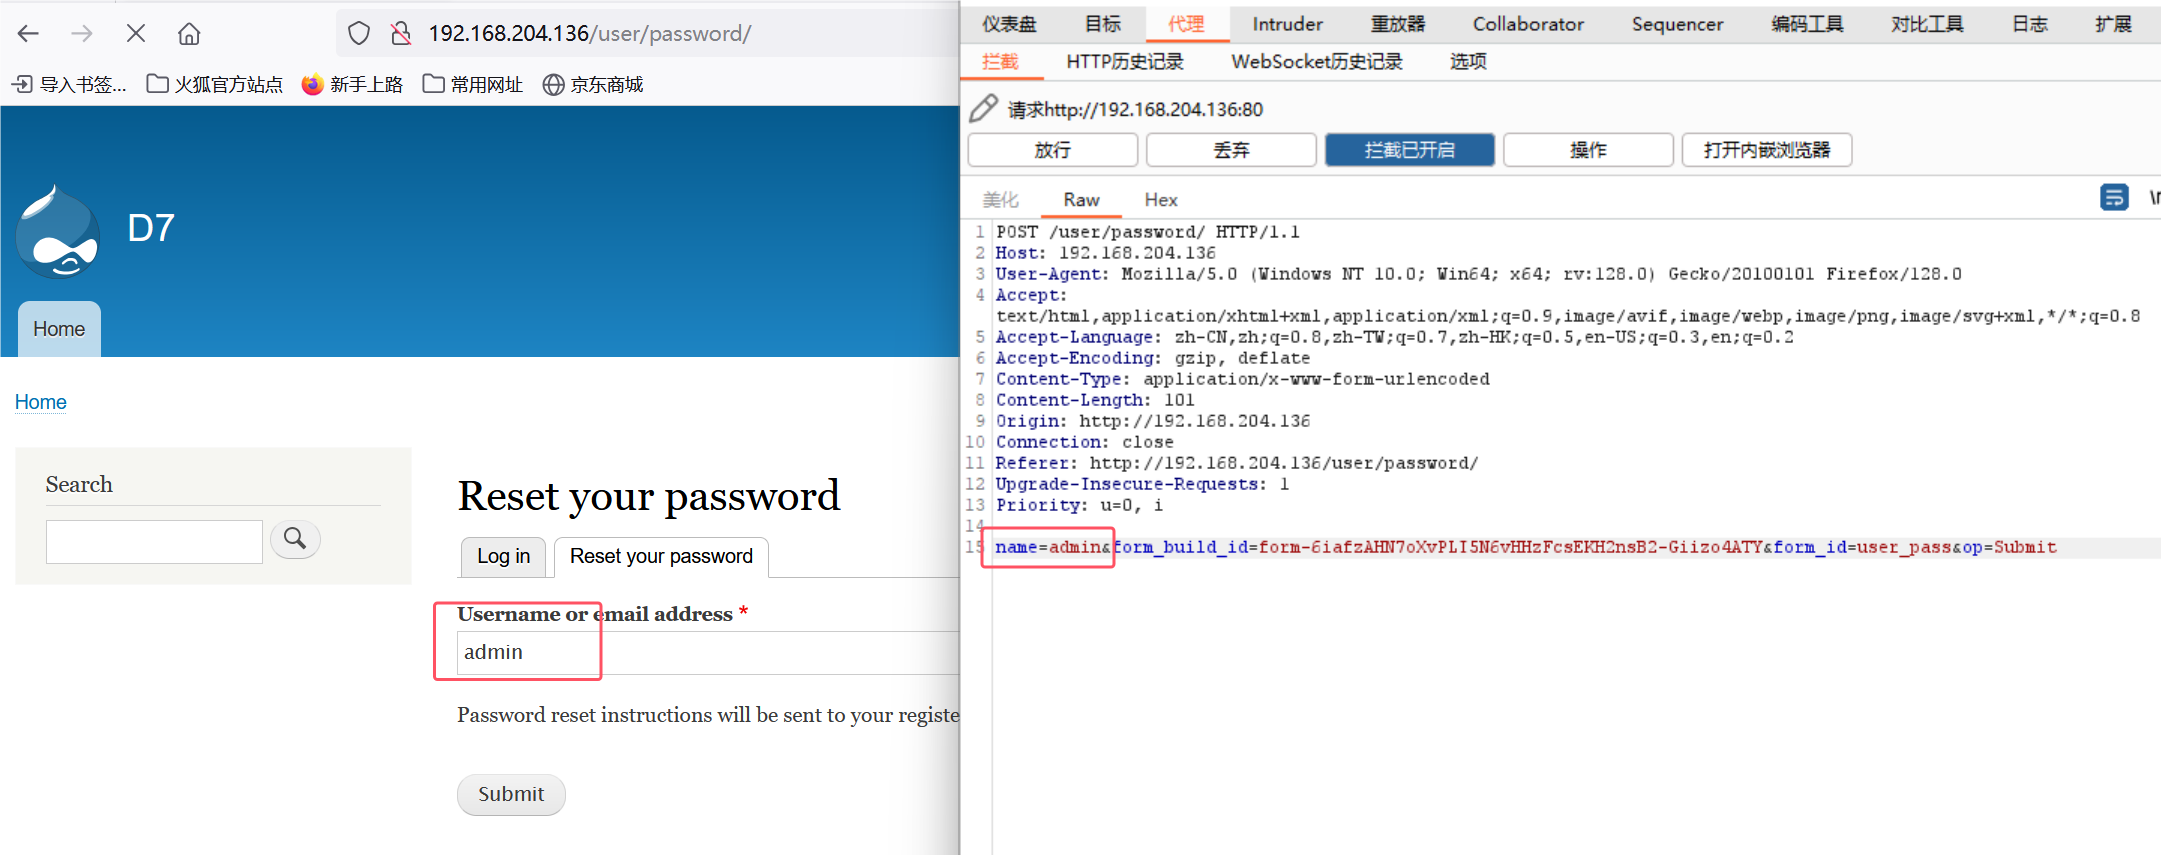 192.168.204.136/user/password/
导入书签...
火狐官方站点
新手上路
常用网址
京东商城
D7
Home
Home
Search
Reset your password
Log in
Reset your password
Username or email address *
admin
Password reset instructions will be sent to your registe
Submit
仪表盘
目标
代理
Intruder
重放器
Collaborator
Sequencer
编码工具
对比工具
日志
扩展
拦截
HTTP历史记录
WebSocket历史记录
选项
请求http://192.168.204.136:80
放行
丢弃
拦截已开启
操作
打开内嵌浏览器
美化
Raw
Hex
1 POST /user/password/ HTTP/1.1
2 Host: 192.168.204.136
3 User-Agent: Mozilla/5.0 (Windows NT 10.0; Win64; x64; rv:128.0) Gecko/20100101 Firefox/128.0
4 Accept:
text/html,application/xhtml+xml,application/xml;q=0.9,image/avif,image/webp,image/png,image/svg+xml,*/*;q=0.8
5 Accept-Language: zh-CN,zh;q=0.8,zh-TW;q=0.7,zh-HK;q=0.5,en-US;q=0.3,en;q=0.2
6 Accept-Encoding: gzip, deflate
7 Content-Type: application/x-www-form-urlencoded
8 Content-Length: 101
9 Origin: http://192.168.204.136
10 Connection: close
11 Referer: http://192.168.204.136/user/password/
12 Upgrade-Insecure-Requests: 1
13 Priority: u=0, i
14
15 name=admin&form_build_id=form-6iafzAHN7oXvPLI5N6vHHzFcsEKH2nsB2-Giizo4ATY&form_id=user_pass&op=Submit